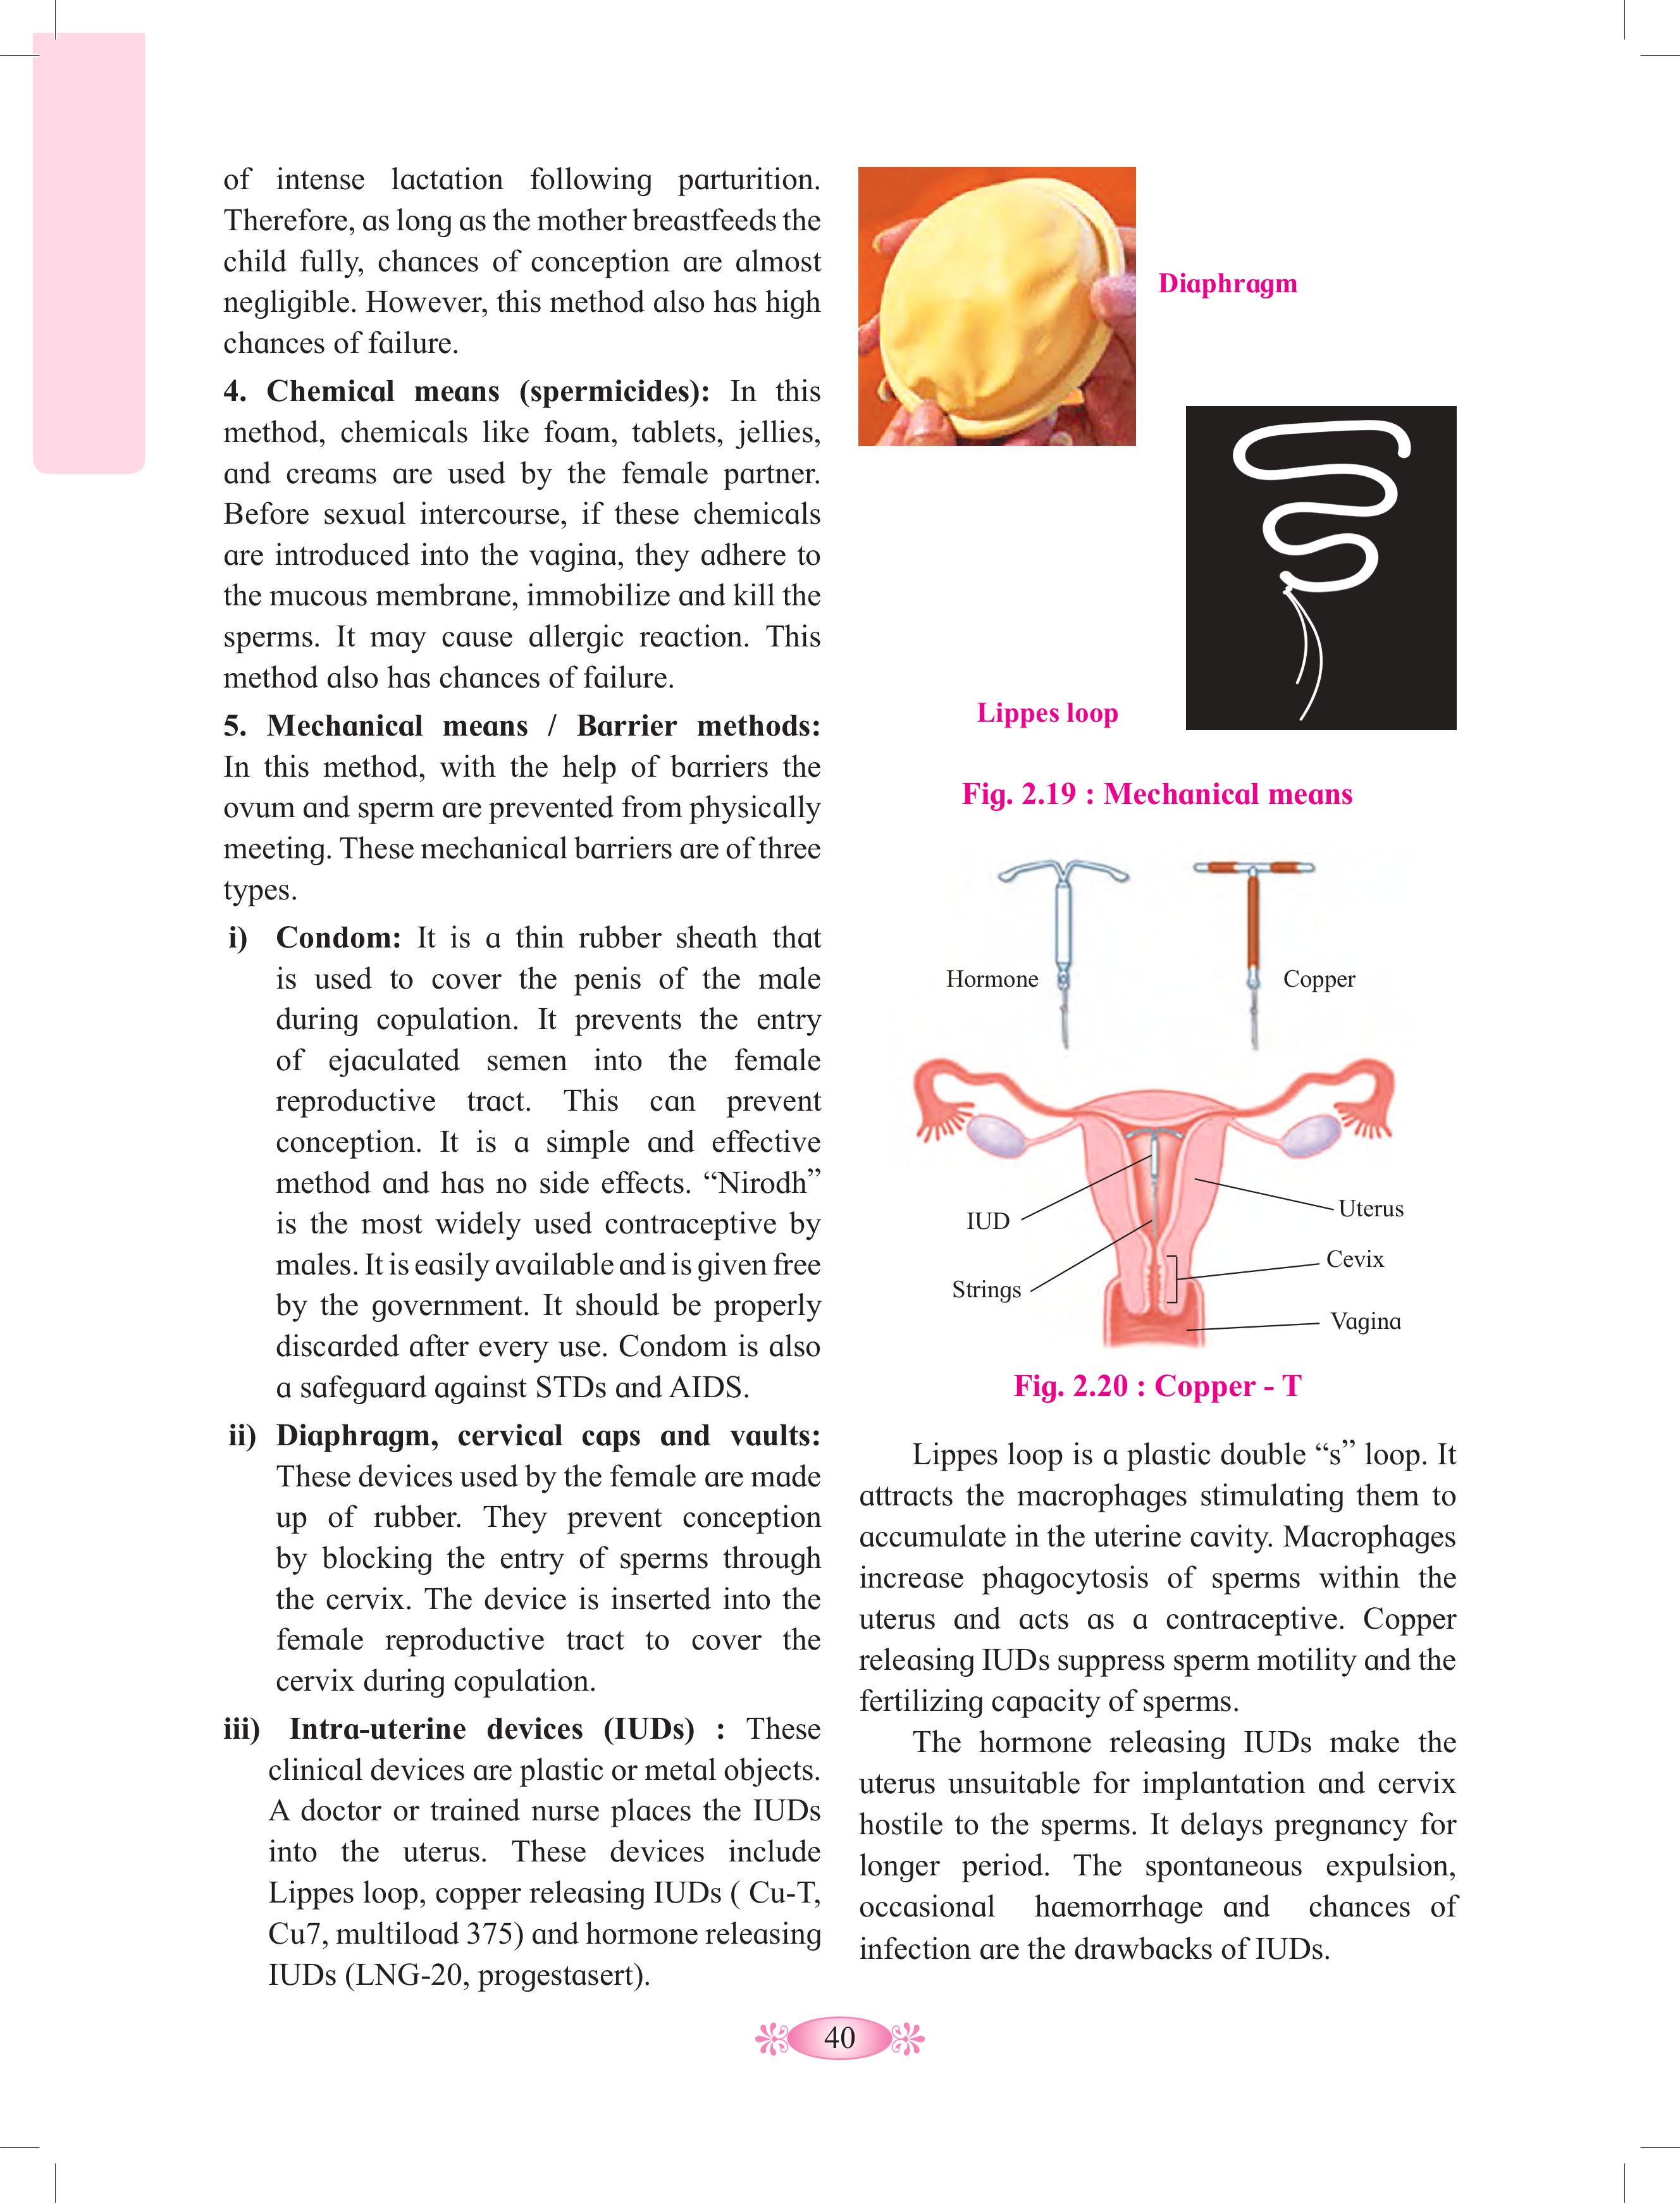 of intense lactation following parturition.
Therefore, as long as the mother breastfeeds the
child fully, chances of conception are almost
negligible. However, this method also has high
chances of failure.
4. Chemical means (spermicides): In this
method, chemicals like foam, tablets, jellies,
and creams are used by the female partner.
Before sexual intercourse, if these chemicals
are introduced into the vagina, they adhere to
the mucous membrane, immobilize and kill the
sperms. It may cause allergic reaction. This
method also has chances of failure.
5. Mechanical means / Barrier methods:
In this method, with the help of barriers the
ovum and sperm are prevented from physically
meeting. These mechanical barriers are of three
types.
i) Condom: It is a thin rubber sheath that
is used to cover the penis of the male
during copulation. It prevents the entry
of ejaculated semen into the female
reproductive tract. This can prevent
conception. It is a simple and effective
method and has no side effects. “Nirodh”
is the most widely used contraceptive by
males. It is easily available and is given free
by the government. It should be properly
discarded after every use. Condom is also
a safeguard against STDs and AIDS.
ii) Diaphragm, cervical caps and vaults:
These devices used by the female are made
up of rubber. They prevent conception
by blocking the entry of sperms through
the cervix. The device is inserted into the
female reproductive tract to cover the
cervix during copulation.
iii) Intra-uterine devices (IUDs) : These
clinical devices are plastic or metal objects.
A doctor or trained nurse places the IUDs
into the uterus. These devices include
Lippes loop, copper releasing IUDs ( Cu-T,
Cu7, multiload 375) and hormone releasing
IUDs (LNG-20, progestasert).
Diaphragm
Lippes loop
Fig. 2.19 : Mechanical means
Hormone
Copper
IUD
Uterus
Cevix
Strings
Vagina
Fig. 2.20 : Copper - T
Lippes loop is a plastic double “s” loop. It
attracts the macrophages stimulating them to
accumulate in the uterine cavity. Macrophages
increase phagocytosis of sperms within the
uterus and acts as a contraceptive. Copper
releasing IUDs suppress sperm motility and the
fertilizing capacity of sperms.
The hormone releasing IUDs make the
uterus unsuitable for implantation and cervix
hostile to the sperms. It delays pregnancy for
longer period. The spontaneous expulsion,
occasional haemorrhage and chances of
infection are the drawbacks of IUDs.
40